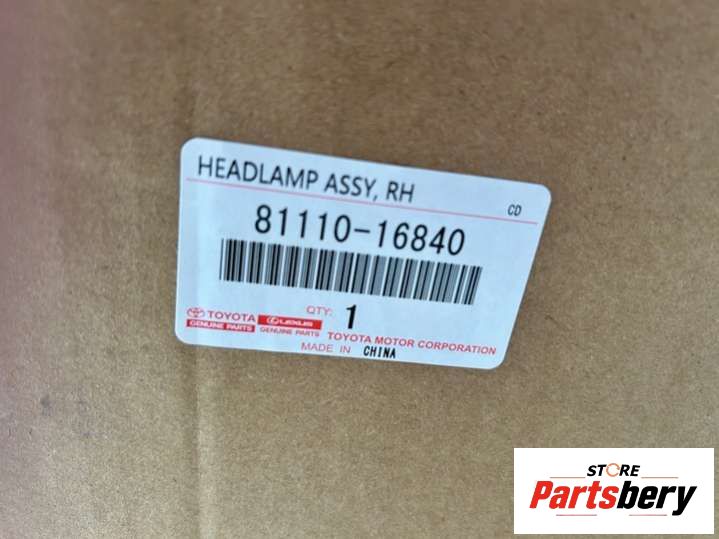 HEADLAMP ASSY, RH
CD
81110-16840
QTY: 1
TOYOTA
GENUINE PARTS
LEXUS
GENUINE PARTS
TOYOTA MOTOR CORPORATION
MADE IN CHINA
STORE
Partsbery